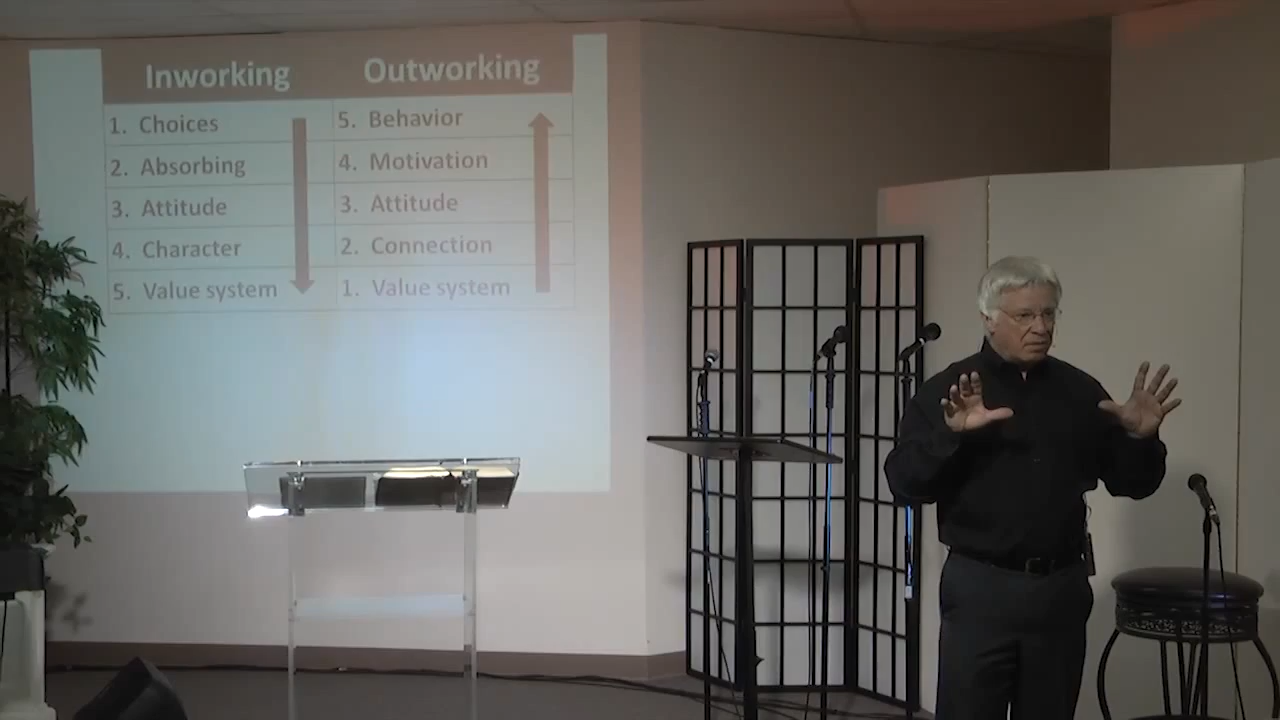 Inworking Outworking
1. Choices 5. Behavior
2. Absorbing 4. Motivation
3. Attitude 3. Attitude
4. Character 2. Connection
5. Value system 1. Value system